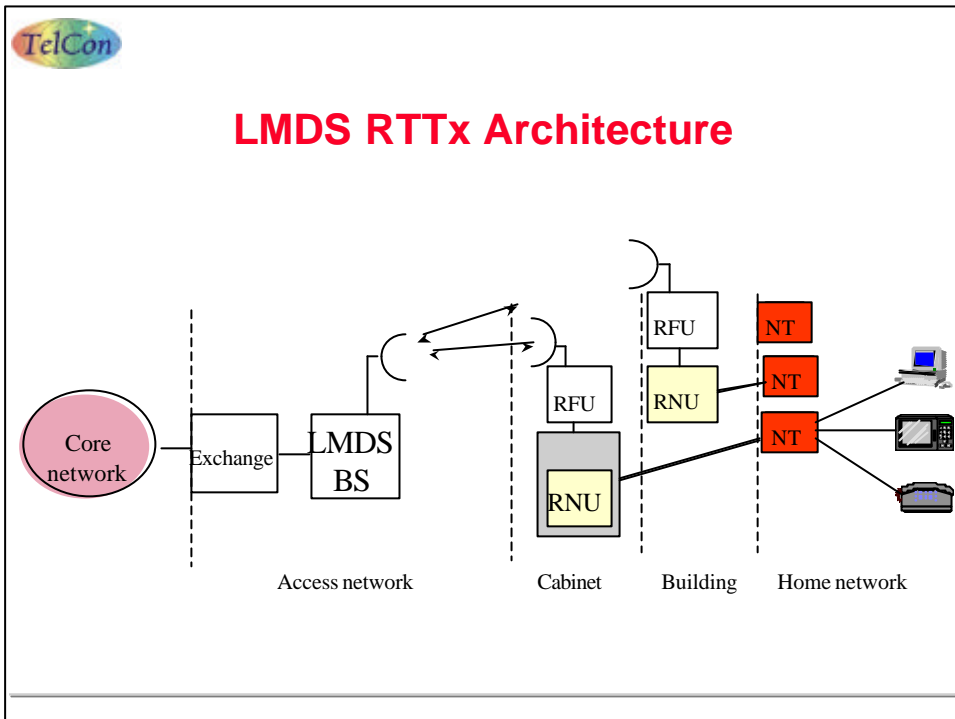 TelCon
LMDS RTTx Architecture
Core
network
Exchange
LMDS
BS
RFU
RNU
RFU
RNU
NT
NT
NT
Access network
Cabinet
Building
Home network